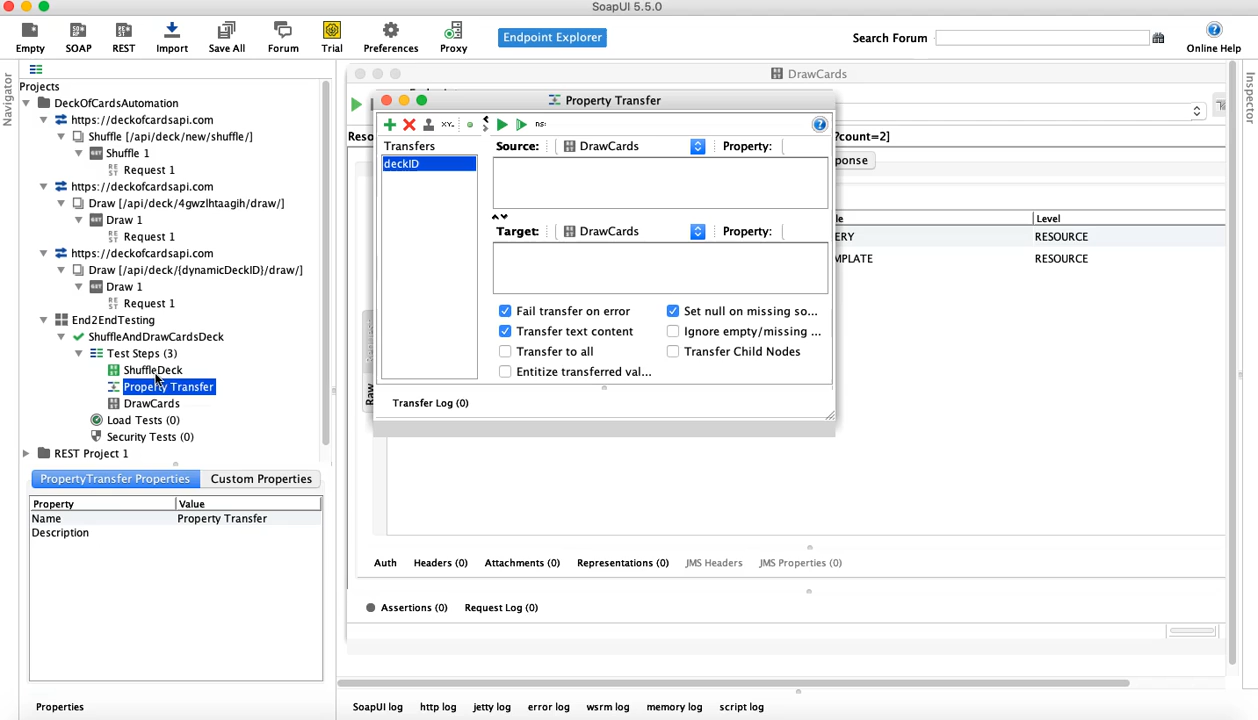 SoapUI 5.5.0
Empty SOAP REST Import Save All Forum Trial Preferences Proxy Endpoint Explorer Search Forum Online Help
Navigator
Inspector
Projects
DeckOfCardsAutomation
https://deckofcardsapi.com
Shuffle [/api/deck/new/shuffle/]
Shuffle 1
Request 1
https://deckofcardsapi.com
Draw [/api/deck/4gwzlhtaagih/draw/]
Draw 1
Request 1
https://deckofcardsapi.com
Draw [/api/deck/{dynamicDeckID}/draw/]
Draw 1
Request 1
End2EndTesting
ShuffleAndDrawCardsDeck
Test Steps (3)
ShuffleDeck
Property Transfer
DrawCards
Load Tests (0)
Security Tests (0)
REST Project 1
PropertyTransfer Properties Custom Properties
Property Value
Name Property Transfer
Description
Properties
DrawCards
Reso
?count=2]
ponse
le Level
ERY RESOURCE
MPLATE RESOURCE
Raw
Property Transfer
Transfers
deckID
Source: DrawCards Property:
Target: DrawCards Property:
Fail transfer on error Set null on missing so...
Transfer text content Ignore empty/missing ...
Transfer to all Transfer Child Nodes
Entitize transferred val...
Transfer Log (0)
Auth Headers (0) Attachments (0) Representations (0) JMS Headers JMS Properties (0)
Assertions (0) Request Log (0)
SoapUI log http log jetty log error log wsrm log memory log script log